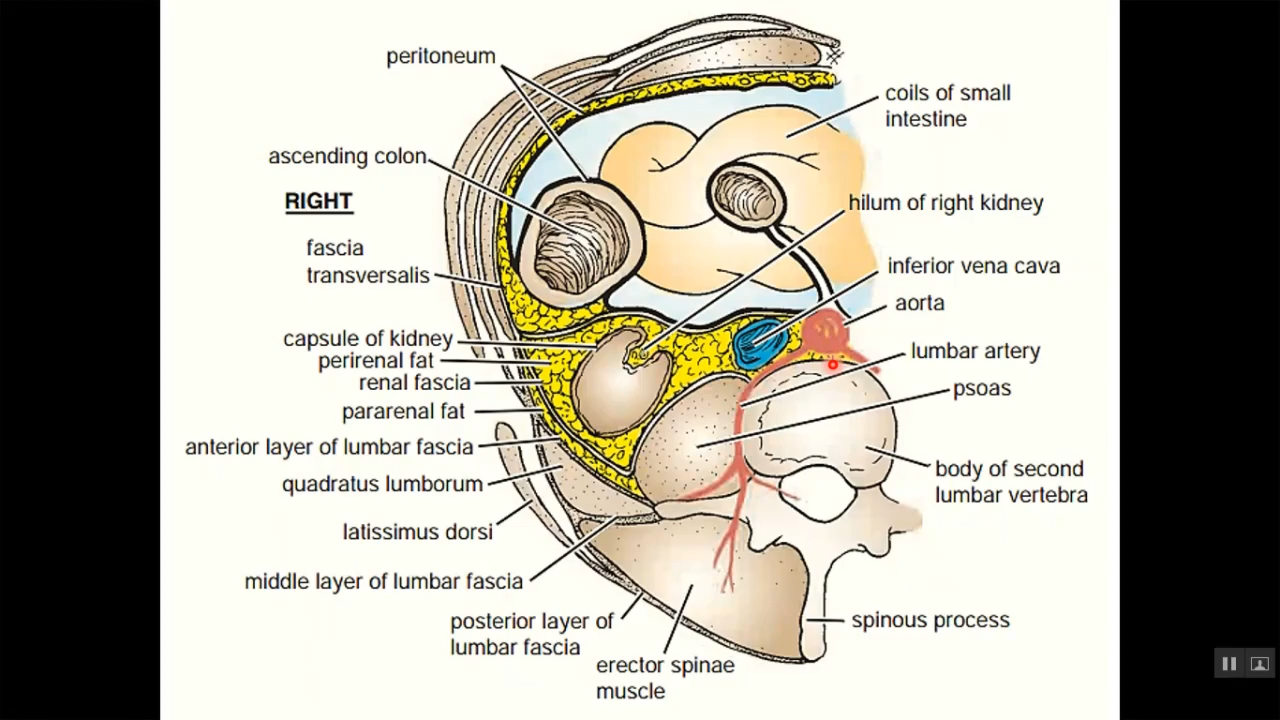 peritoneum
coils of small
intestine
ascending colon
RIGHT
hilum of right kidney
fascia
transversalis
inferior vena cava
aorta
capsule of kidney
perirenal fat
lumbar artery
renal fascia
psoas
pararenal fat
anterior layer of lumbar fascia
body of second
lumbar vertebra
quadratus lumborum
latissimus dorsi
middle layer of lumbar fascia
posterior layer of
lumbar fascia
spinous process
erector spinae
muscle